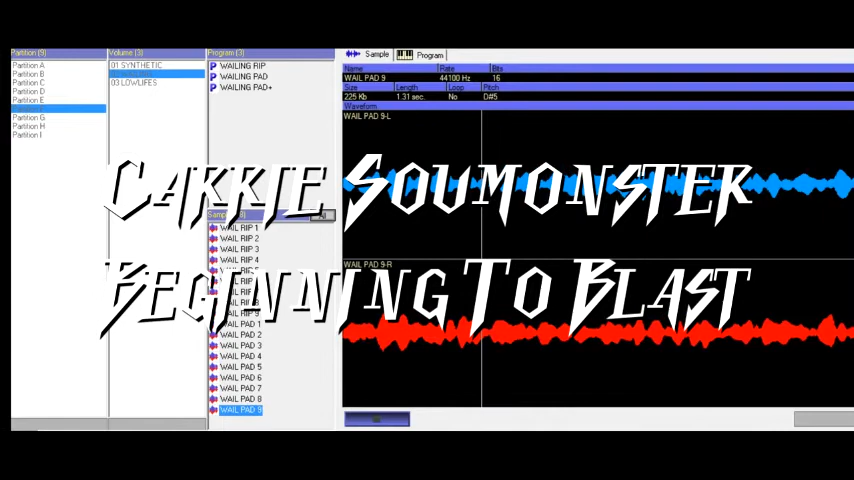 Partition (9)
Partition A
Partition B
Partition C
Partition D
Partition E
Partition G
Partition H
Partition I
Volume (3)
01 SYNTHETIC
03 LOWLIFES
Program (3)
WAILING RIP
WAILING PAD
WAILING PAD+
WAIL RIP 1
WAIL RIP 2
WAIL RIP 3
WAIL RIP 4
WAIL PAD 1
WAIL PAD 2
WAIL PAD 3
WAIL PAD 4
WAIL PAD 5
WAIL PAD 6
WAIL PAD 7
WAIL PAD 8
WAIL PAD 9
Sample Program
Name Rate Bits
WAIL PAD 9 44100 Hz 16
Size Length Loop Pitch
225 Kb 1.31 sec. No D#5
Waveform
WAIL PAD 9-L
WAIL PAD 9-R
CARRIE SOUMONSTER
BEGINNING TO BLAST